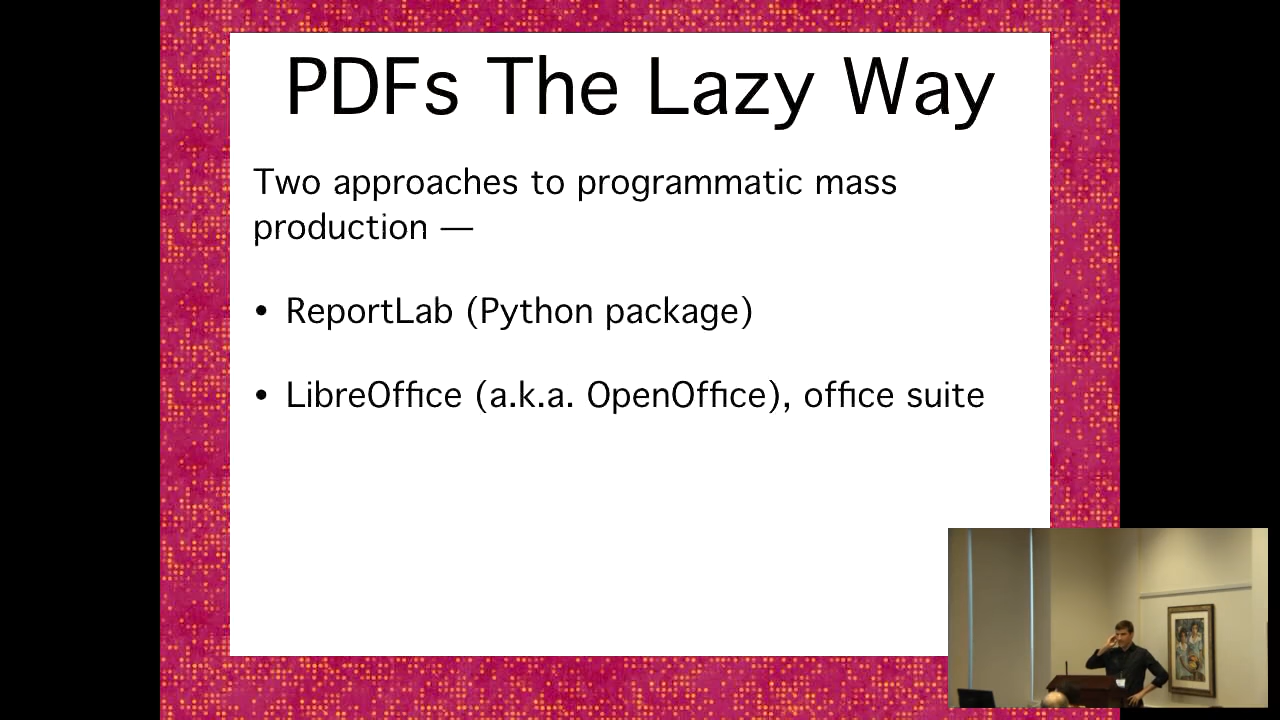 PDFs The Lazy Way
Two approaches to programmatic mass
production —
• ReportLab (Python package)
• LibreOffice (a.k.a. OpenOffice), office suite